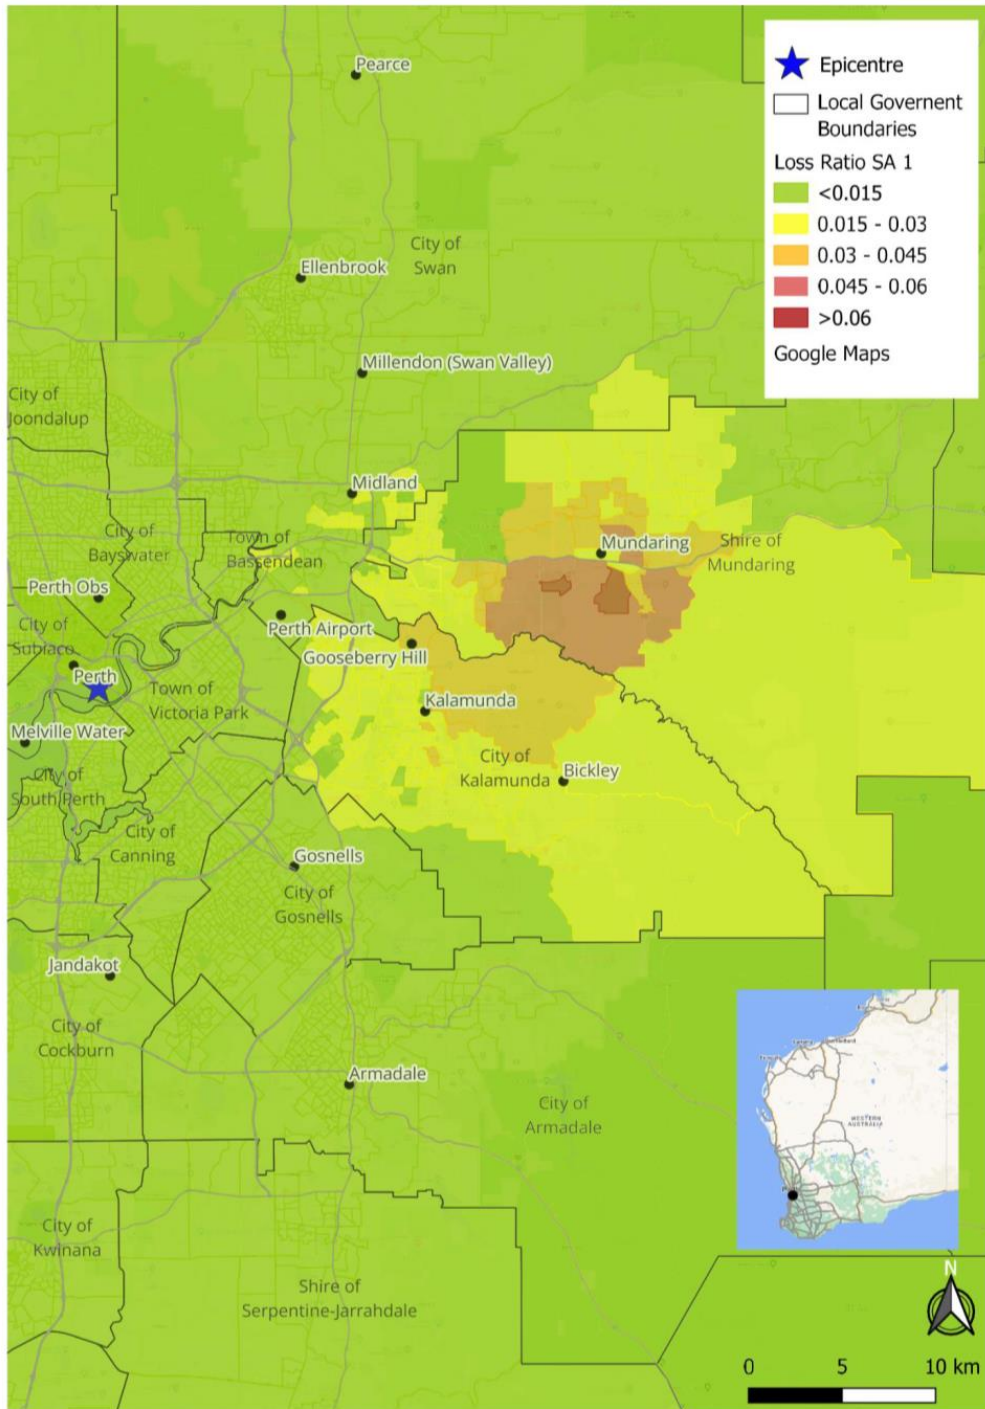 Pearce
Epicentre
Local Governent
Boundaries
Loss Ratio SA 1
<0.015
0.015 - 0.03
0.03 - 0.045
0.045 - 0.06
>0.06
Google Maps
City of
Swan
Ellenbrook
Millendon (Swan Valley)
City of
Joondalup
Midland
City of
Bayswater
Town of
Bassendean
Mundaring
Shire of
Mundaring
Perth Obs
City of
Subiaco
Perth Airport
Gooseberry Hill
Perth
Town of
Victoria Park
Kalamunda
Melville Water
City of
South Perth
City of
Kalamunda
Bickley
City of
Canning
Gosnells
City of
Gosnells
Jandakot
City of
Cockburn
Armadale
City of
Armadale
WESTERN
AUSTRALIA
City of
Kwinana
Shire of
Serpentine-Jarrahdale
N
0 5 10 km